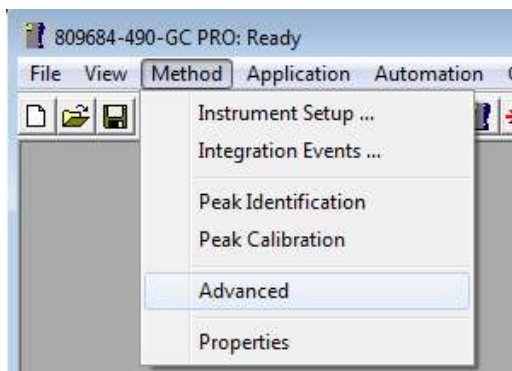 809684-490-GC PRO: Ready
File View Method Application Automation
Instrument Setup ...
Integration Events ...
Peak Identification
Peak Calibration
Advanced
Properties